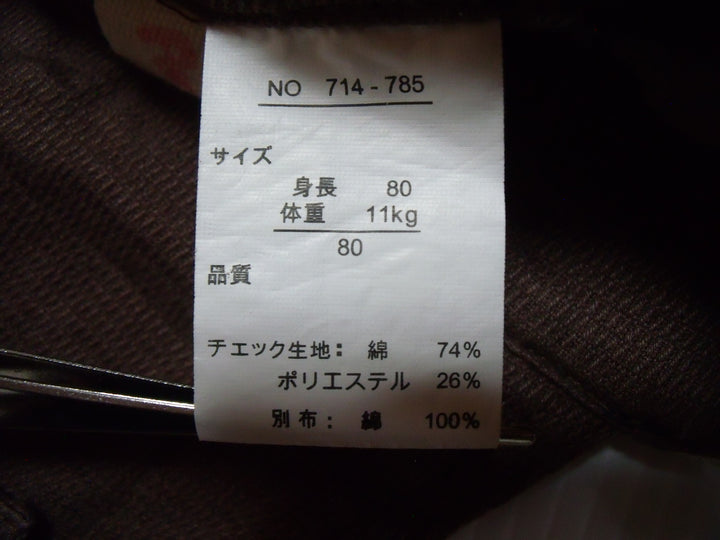 NO 714-785
サイズ
身長 80
体重 11kg
80
品質
チェック生地： 綿 74%
ポリエステル 26%
別布： 綿 100%